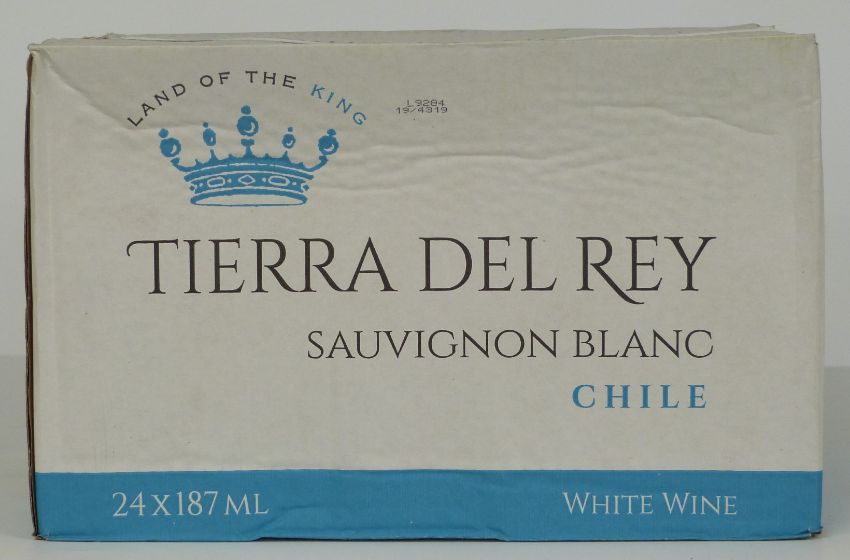 LAND OF THE KING
L9284
19/4319
TIERRA DEL REY
SAUVIGNON BLANC
CHILE
24 X 187 ML
WHITE WINE